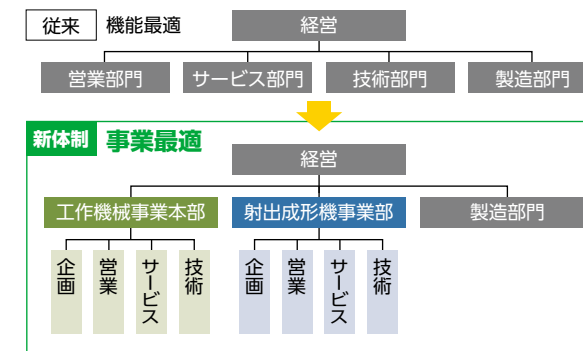 従来 機能最適
経営
営業部門 サービス部門 技術部門 製造部門
新体制 事業最適
経営
工作機械事業本部 射出成形機事業部 製造部門
企画 営業 サービス 技術 企画 営業 サービス 技術